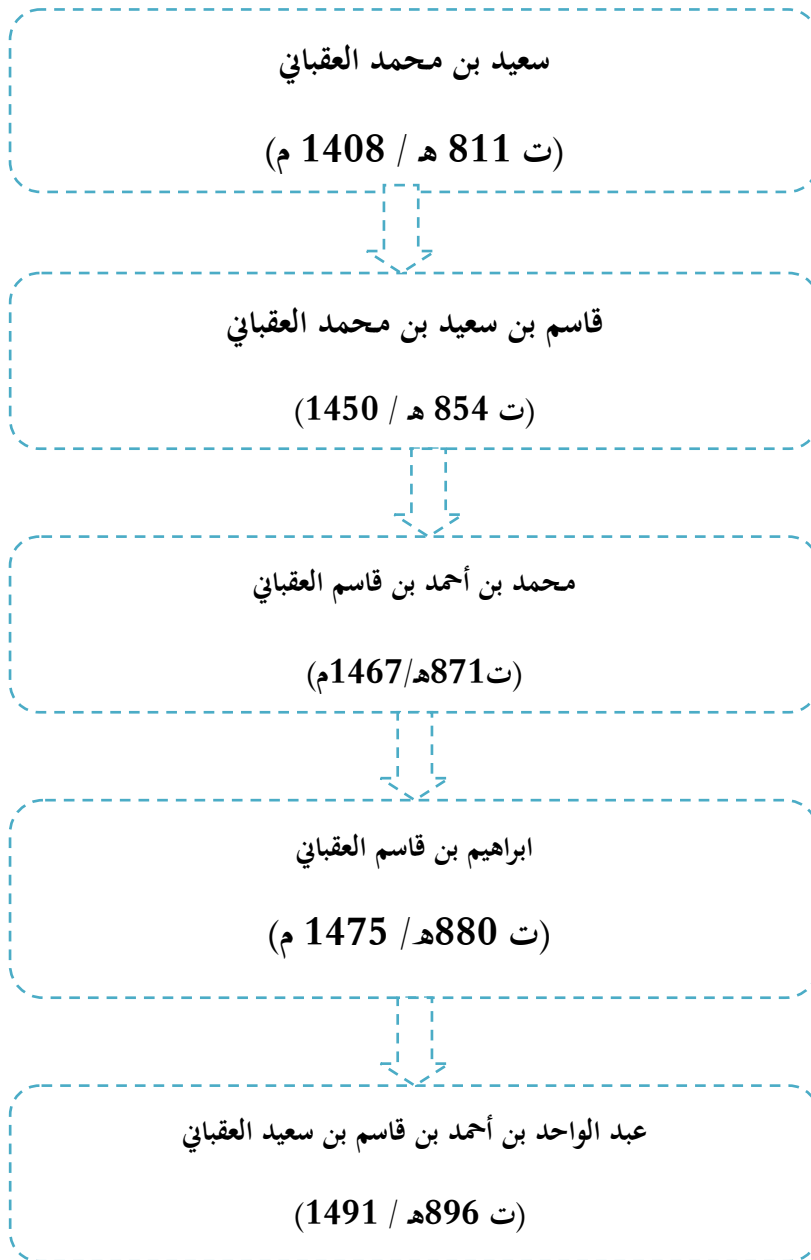 سعيد بن محمد العقباني
(ت 811 هـ / 1408 م)
قاسم بن سعيد بن محمد العقباني
(ت 854 هـ / 1450)
محمد بن أحمد بن قاسم العقباني
(ت871هـ/1467م)
ابراهيم بن قاسم العقباني
(ت 880هـ/ 1475 م)
عبد الواحد بن أحمد بن قاسم بن سعيد العقباني
(ت 896هـ / 1491)